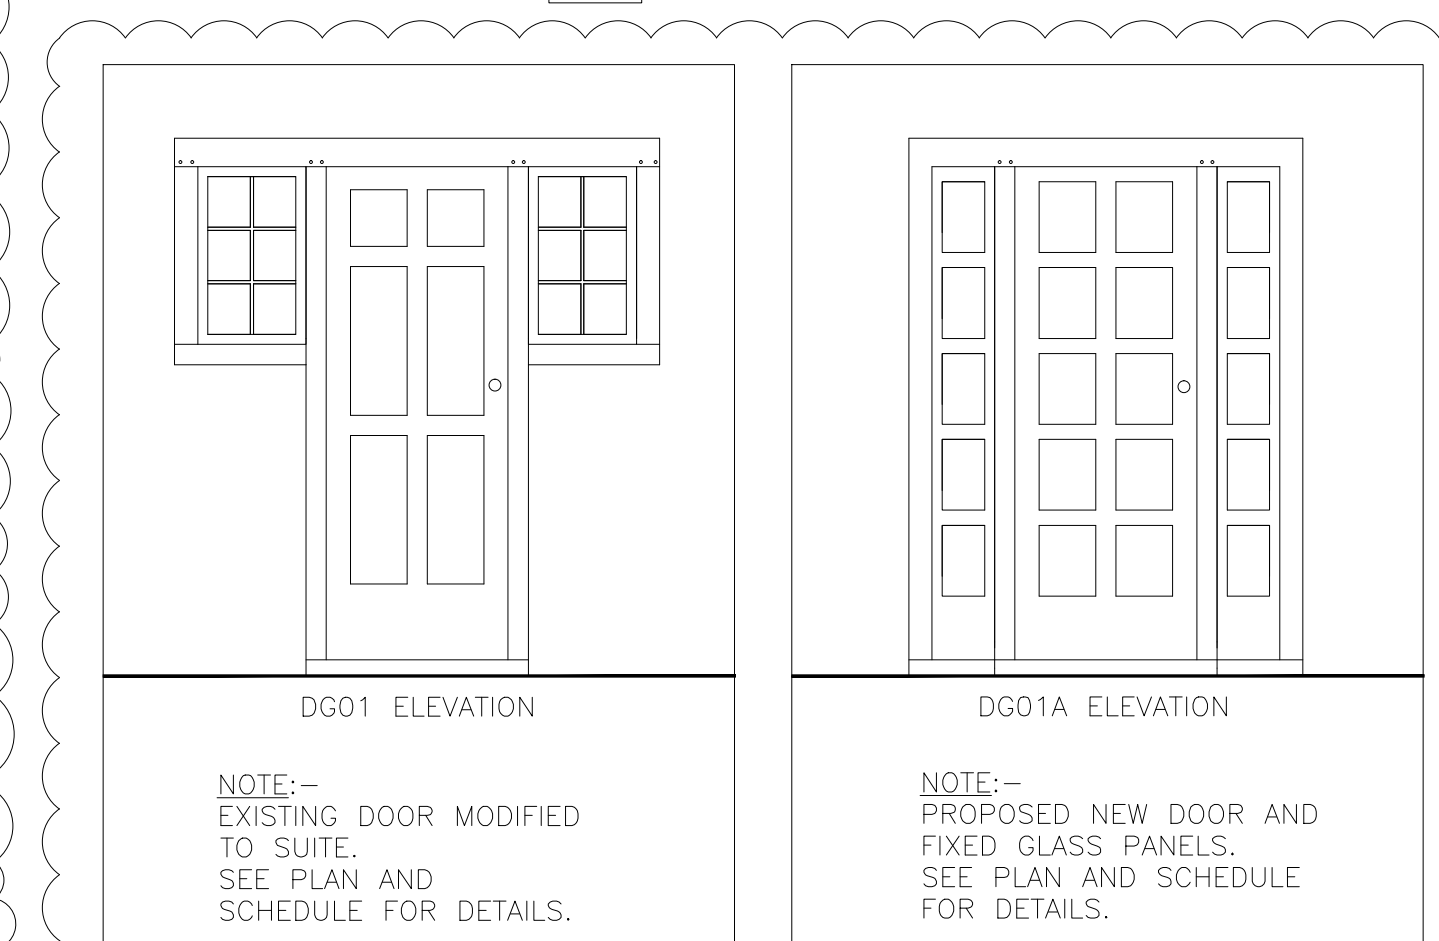 DG01 ELEVATION
NOTE:-
EXISTING DOOR MODIFIED
TO SUITE.
SEE PLAN AND
SCHEDULE FOR DETAILS.
DG01A ELEVATION
NOTE:-
PROPOSED NEW DOOR AND
FIXED GLASS PANELS.
SEE PLAN AND SCHEDULE
FOR DETAILS.